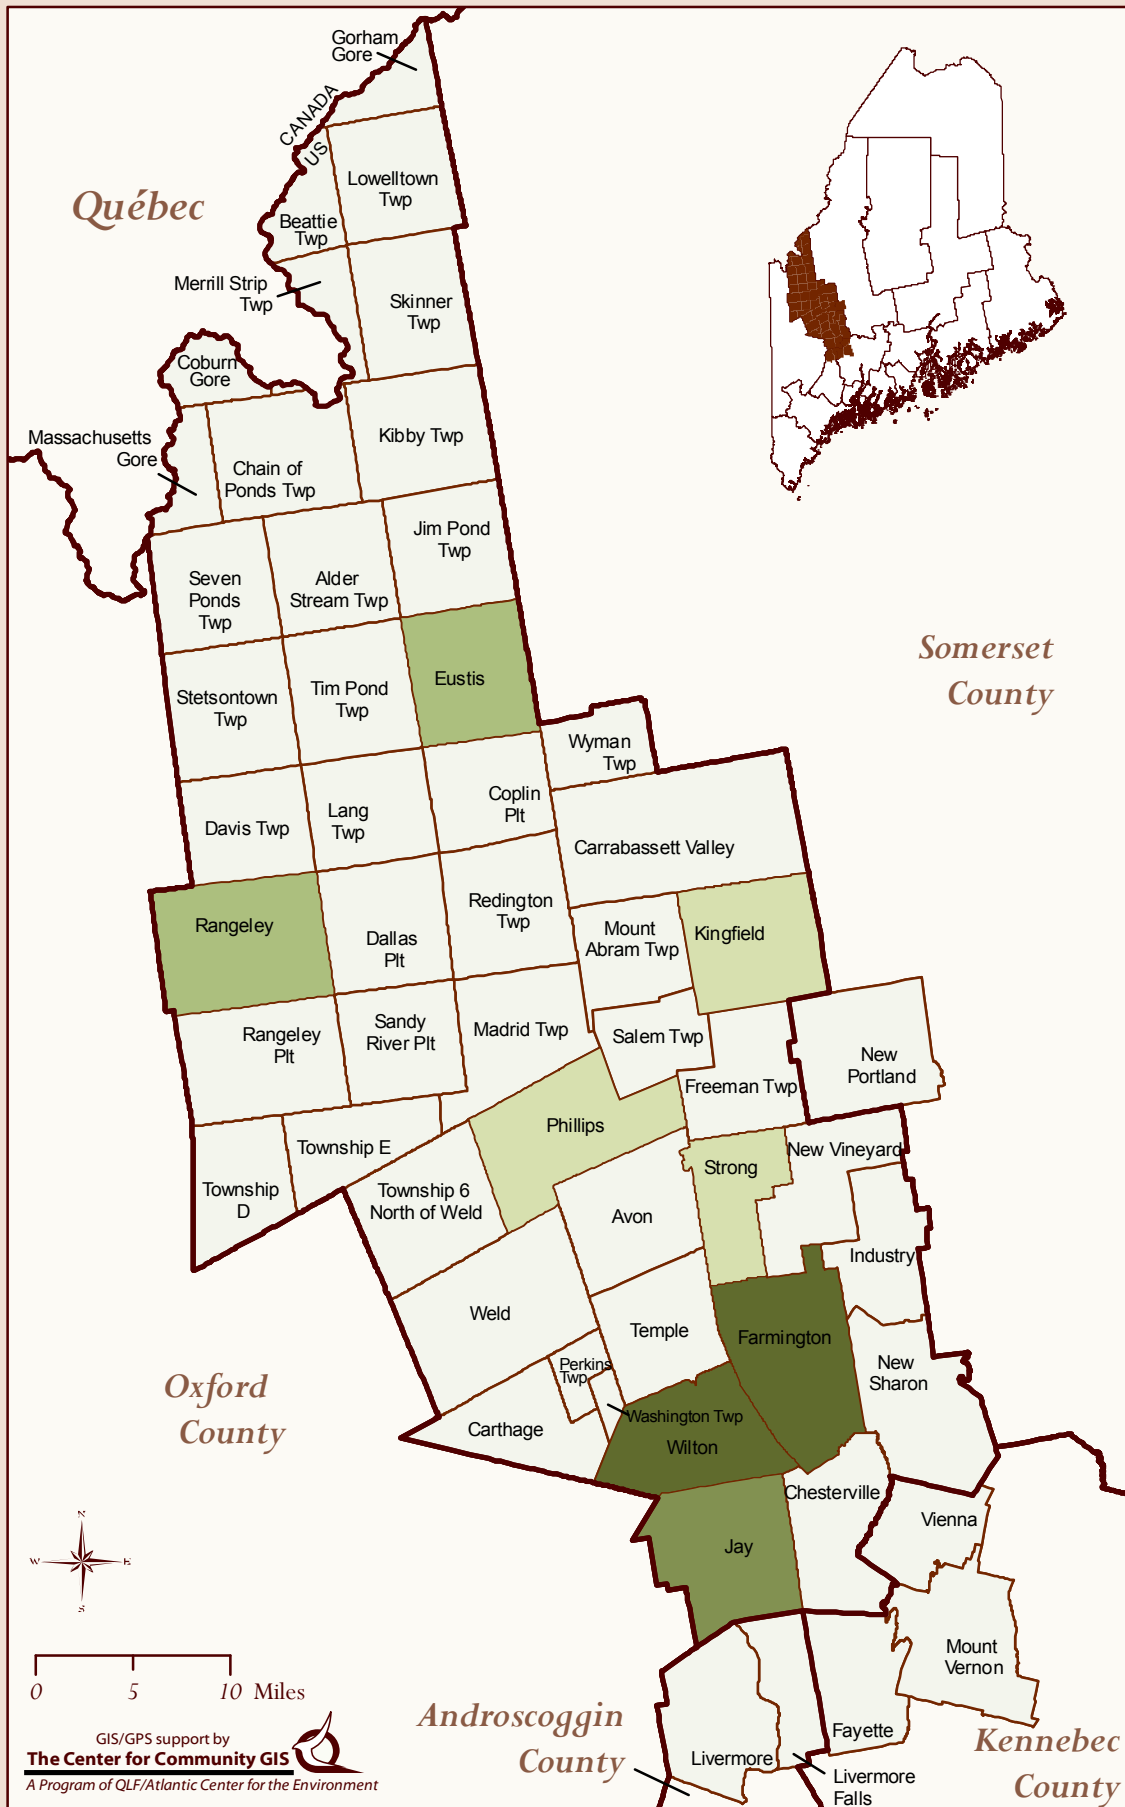 Gorham
Gore
CANADA
US
Québec
Lowelltown
Twp
Beattie
Twp
Merrill Strip
Twp
Skinner
Twp
Coburn
Gore
Massachusetts
Gore
Kibby Twp
Chain of
Ponds Twp
Jim Pond
Twp
Seven
Ponds
Twp
Alder
Stream Twp
Somerset
County
Eustis
Stetsontown
Twp
Tim Pond
Twp
Wyman
Twp
Coplin
Plt
Davis Twp
Lang
Twp
Carrabassett Valley
Redington
Twp
Rangeley
Dallas
Plt
Mount
Abram Twp
Kingfield
Rangeley
Plt
Sandy
River Plt
Madrid Twp
Salem Twp
New
Portland
Freeman Twp
Phillips
Township E
New Vineyard
Strong
Township
D
Township 6
North of Weld
Avon
Industry
Weld
Temple
Farmington
Perkins
Twp
New
Sharon
Oxford
County
Carthage
Washington Twp
Wilton
Chesterville
Vienna
Jay
N
W
E
S
Mount
Vernon
0 5 10 Miles
Androscoggin
County
Fayette
Kennebec
County
Livermore
Livermore
Falls
GIS/GPS support by
The Center for Community GIS
A Program of QLF/Atlantic Center for the Environment